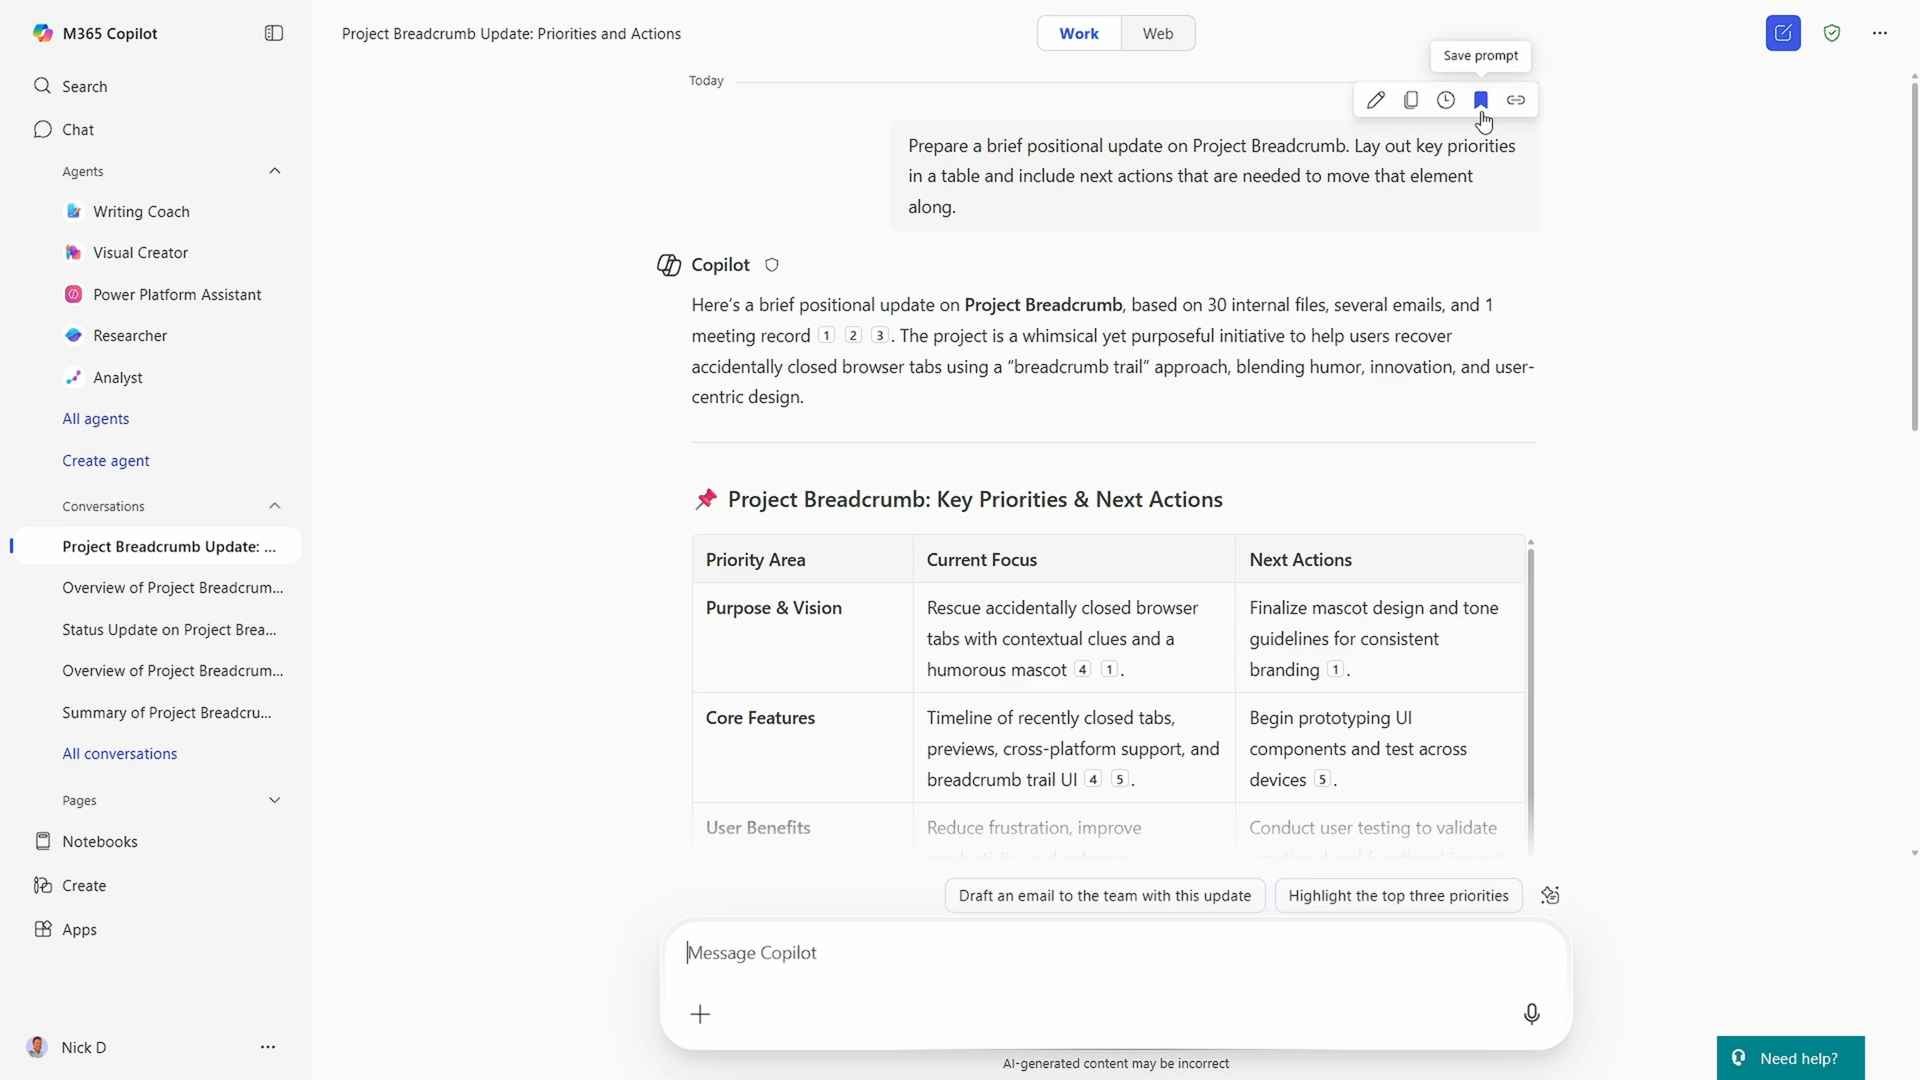 M365 Copilot
Search
Chat
Agents
Writing Coach
Visual Creator
Power Platform Assistant
Researcher
Analyst
All agents
Create agent
Conversations
Project Breadcrumb Update: ...
Overview of Project Breadcrum...
Status Update on Project Brea...
Overview of Project Breadcrum...
Summary of Project Breadcru...
All conversations
Pages
Notebooks
Create
Apps
Nick D
Project Breadcrumb Update: Priorities and Actions
Work
Web
Save prompt
Today
Prepare a brief positional update on Project Breadcrumb. Lay out key priorities
in a table and include next actions that are needed to move that element
along.
Copilot
Here's a brief positional update on Project Breadcrumb, based on 30 internal files, several emails, and 1
meeting record 1 2 3. The project is a whimsical yet purposeful initiative to help users recover
accidentally closed browser tabs using a "breadcrumb trail" approach, blending humor, innovation, and user-
centric design.
Project Breadcrumb: Key Priorities & Next Actions
Priority Area
Current Focus
Next Actions
Purpose & Vision
Rescue accidentally closed browser
tabs with contextual clues and a
humorous mascot 4 1.
Finalize mascot design and tone
guidelines for consistent
branding 1.
Core Features
Timeline of recently closed tabs,
previews, cross-platform support, and
breadcrumb trail UI 4 5.
Begin prototyping UI
components and test across
devices 5.
User Benefits
Reduce frustration, improve
productivity, and enhance
Conduct user testing to validate
emotional and functional impact
Draft an email to the team with this update
Highlight the top three priorities
Message Copilot
AI-generated content may be incorrect
Need help?